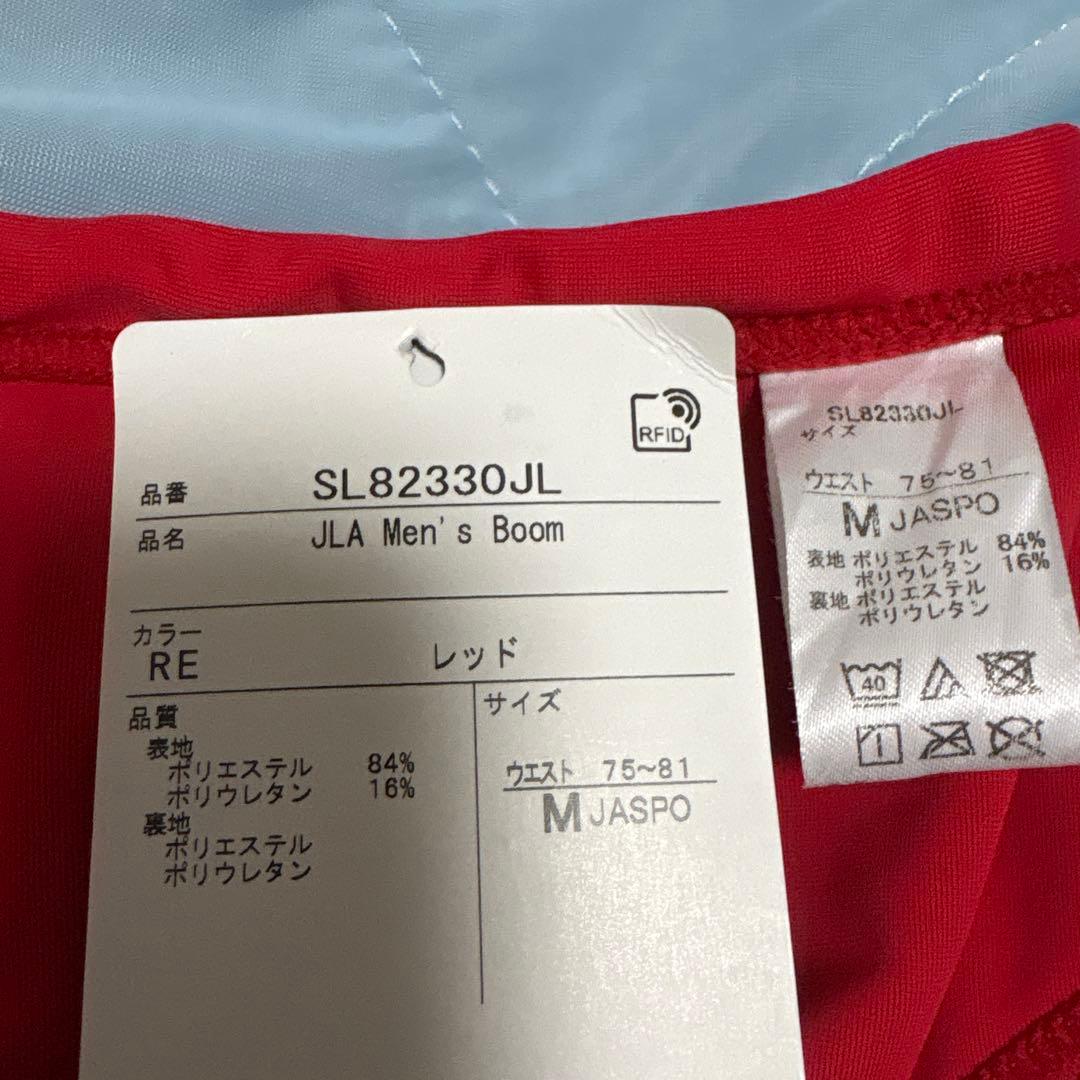 RFID
品番 SL82330JL
品名 JLA Men's Boom
カラー
RE レッド
品質
表地
ポリエステル 84%
ポリウレタン 16%
裏地
ポリエステル
ポリウレタン
サイズ
ウエスト 75~81
M JASPO
SL82330JL
サイズ
ウエスト 75~81
M JASPO
表地 ポリエステル 84%
ポリウレタン 16%
裏地 ポリエステル
ポリウレタン
40